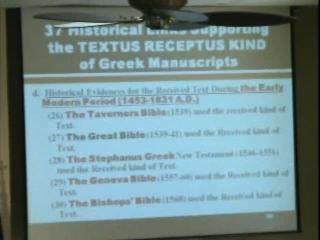 37 Historical Links Supporting
the TEXTUS RECEPTUS KIND
of Greek Manuscripts
d. Historical Evidences for the Received Text During the Early
Modern Period (1453-1831 A.D.)
(26) The Taverners Bible (1539) used the received kind of
Text.
(27) The Great Bible (1539-41) used the Received kind of
Text.
(28) The Stephanus Greek New Testament (1546-1551)
used the Received kind of Text.
(29) The Geneva Bible (1557-60) used the Received kind of
Text.
(30) The Bishops' Bible (1568) used the Received kind of
Text.